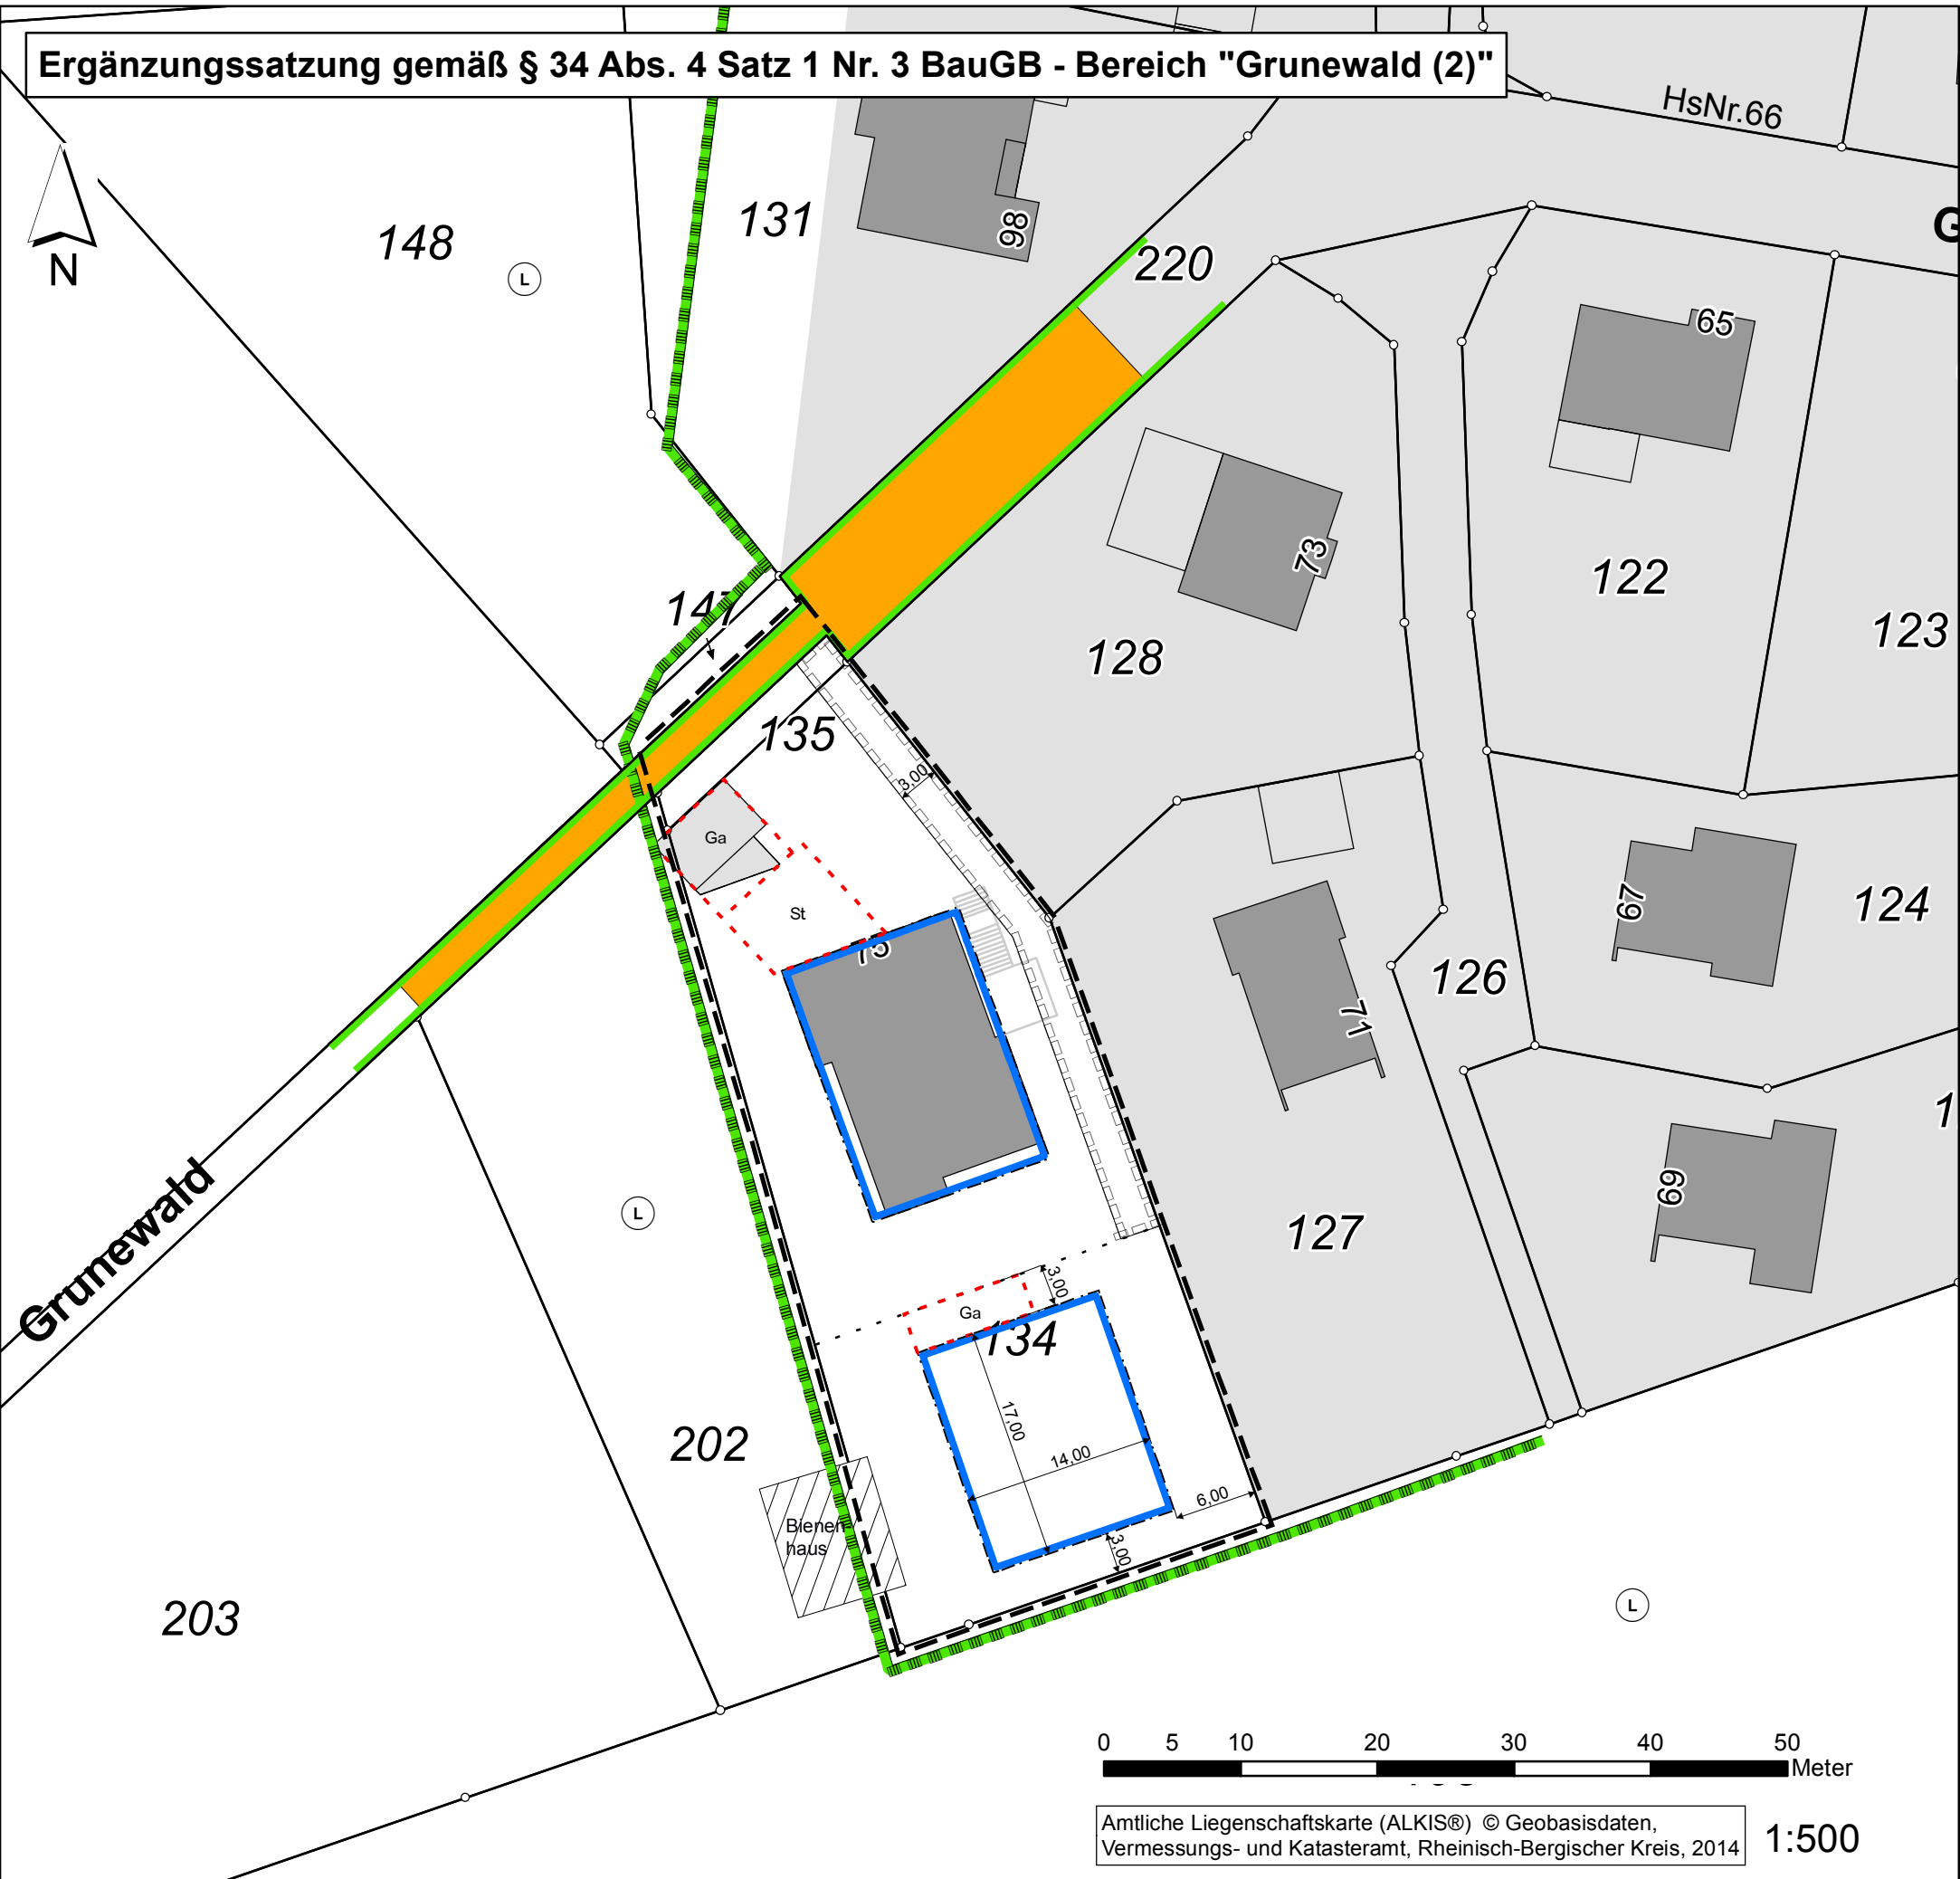 Ergänzungssatzung gemäß § 34 Abs. 4 Satz 1 Nr. 3 BauGB - Bereich "Grunewald (2)"
HsNr.66
G
N
148
L
131
98
220
65
73
122
123
128
147
135
3,00
Ga
St
75
67
124
126
71
1
69
127
L
Grunewald
3,00
Ga
134
17,00
14,00
6,00
3,00
202
Bienen-
haus
203
L
0 5 10 20 30 40 50
Meter
Amtliche Liegenschaftskarte (ALKIS®) © Geobasisdaten,
Vermessungs- und Katasteramt, Rheinisch-Bergischer Kreis, 2014
1:500